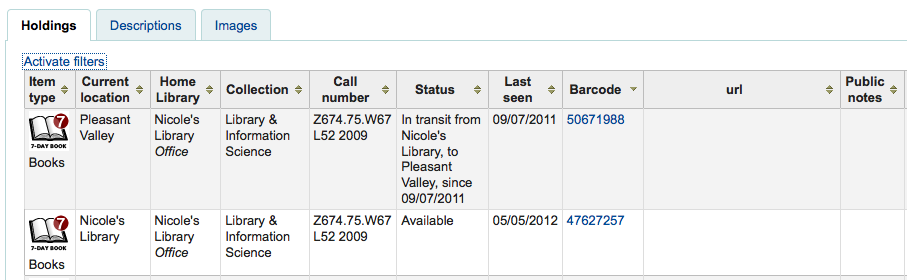 Holdings
Descriptions
Images
Activate filters
Item type
Current location
Home Library
Collection
Call number
Status
Last seen
Barcode
url
Public notes
7
7-DAY BOOK
Books
Pleasant
Valley
Nicole's
Library
Office
Library &
Information
Science
Z674.75.W67
L52 2009
In transit from
Nicole's
Library, to
Pleasant
Valley, since
09/07/2011
09/07/2011
50671988
7
7-DAY BOOK
Books
Nicole's
Library
Nicole's
Library
Office
Library &
Information
Science
Z674.75.W67
L52 2009
Available
05/05/2012
47627257